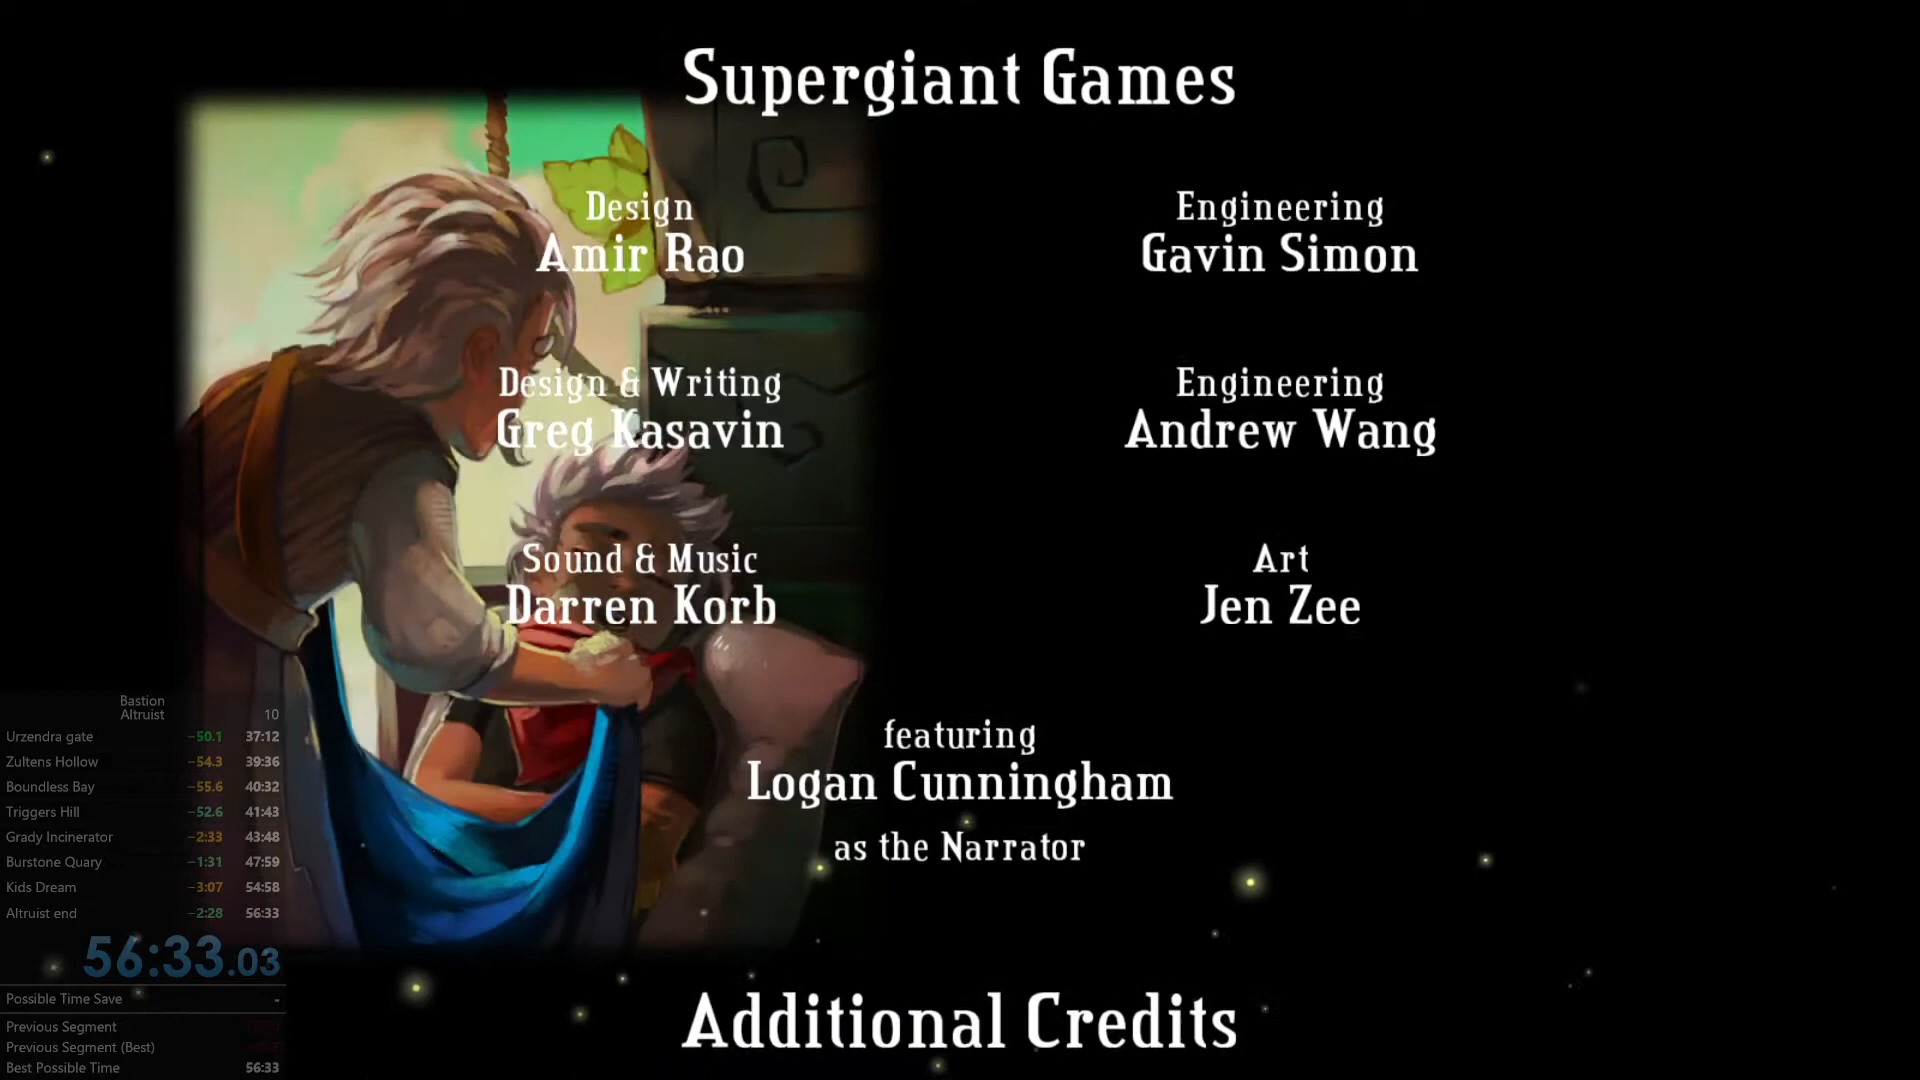 Supergiant Games
Design
Amir Rao
Engineering
Gavin Simon
Design & Writing
Greg Kasavin
Engineering
Andrew Wang
Sound & Music
Darren Korb
Art
Jen Zee
featuring
Logan Cunningham
as the Narrator
Additional Credits
Bastion
Altruist 10
Urzendra gate -50.1 37:12
Zultens Hollow -54.3 39:36
Boundless Bay -55.6 40:32
Triggers Hill -52.6 41:43
Grady Incinerator -2:33 43:48
Burstone Quary -1:31 47:59
Kids Dream -3:07 54:58
Altruist end -2:28 56:33
56:33.03
Possible Time Save -
Previous Segment
Previous Segment (Best)
Best Possible Time 56:33